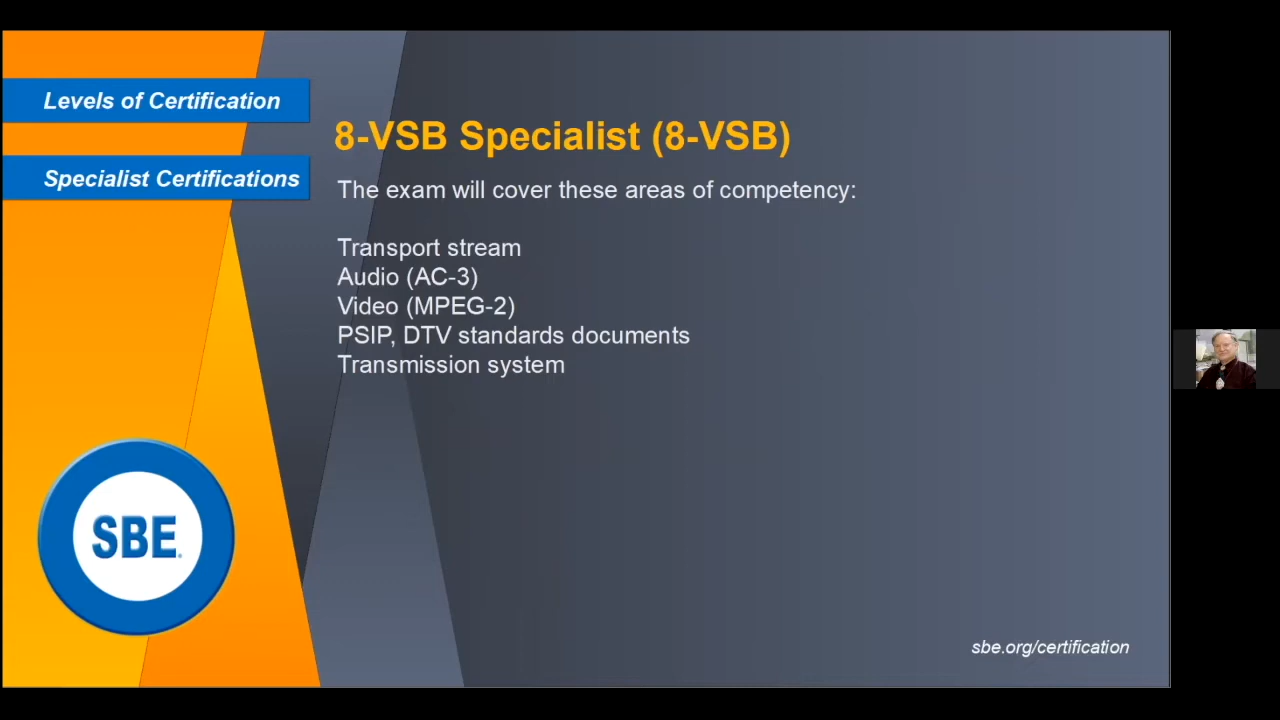 Levels of Certification
Specialist Certifications
8-VSB Specialist (8-VSB)
The exam will cover these areas of competency:
Transport stream
Audio (AC-3)
Video (MPEG-2)
PSIP, DTV standards documents
Transmission system
SBE
sbe.org/certification